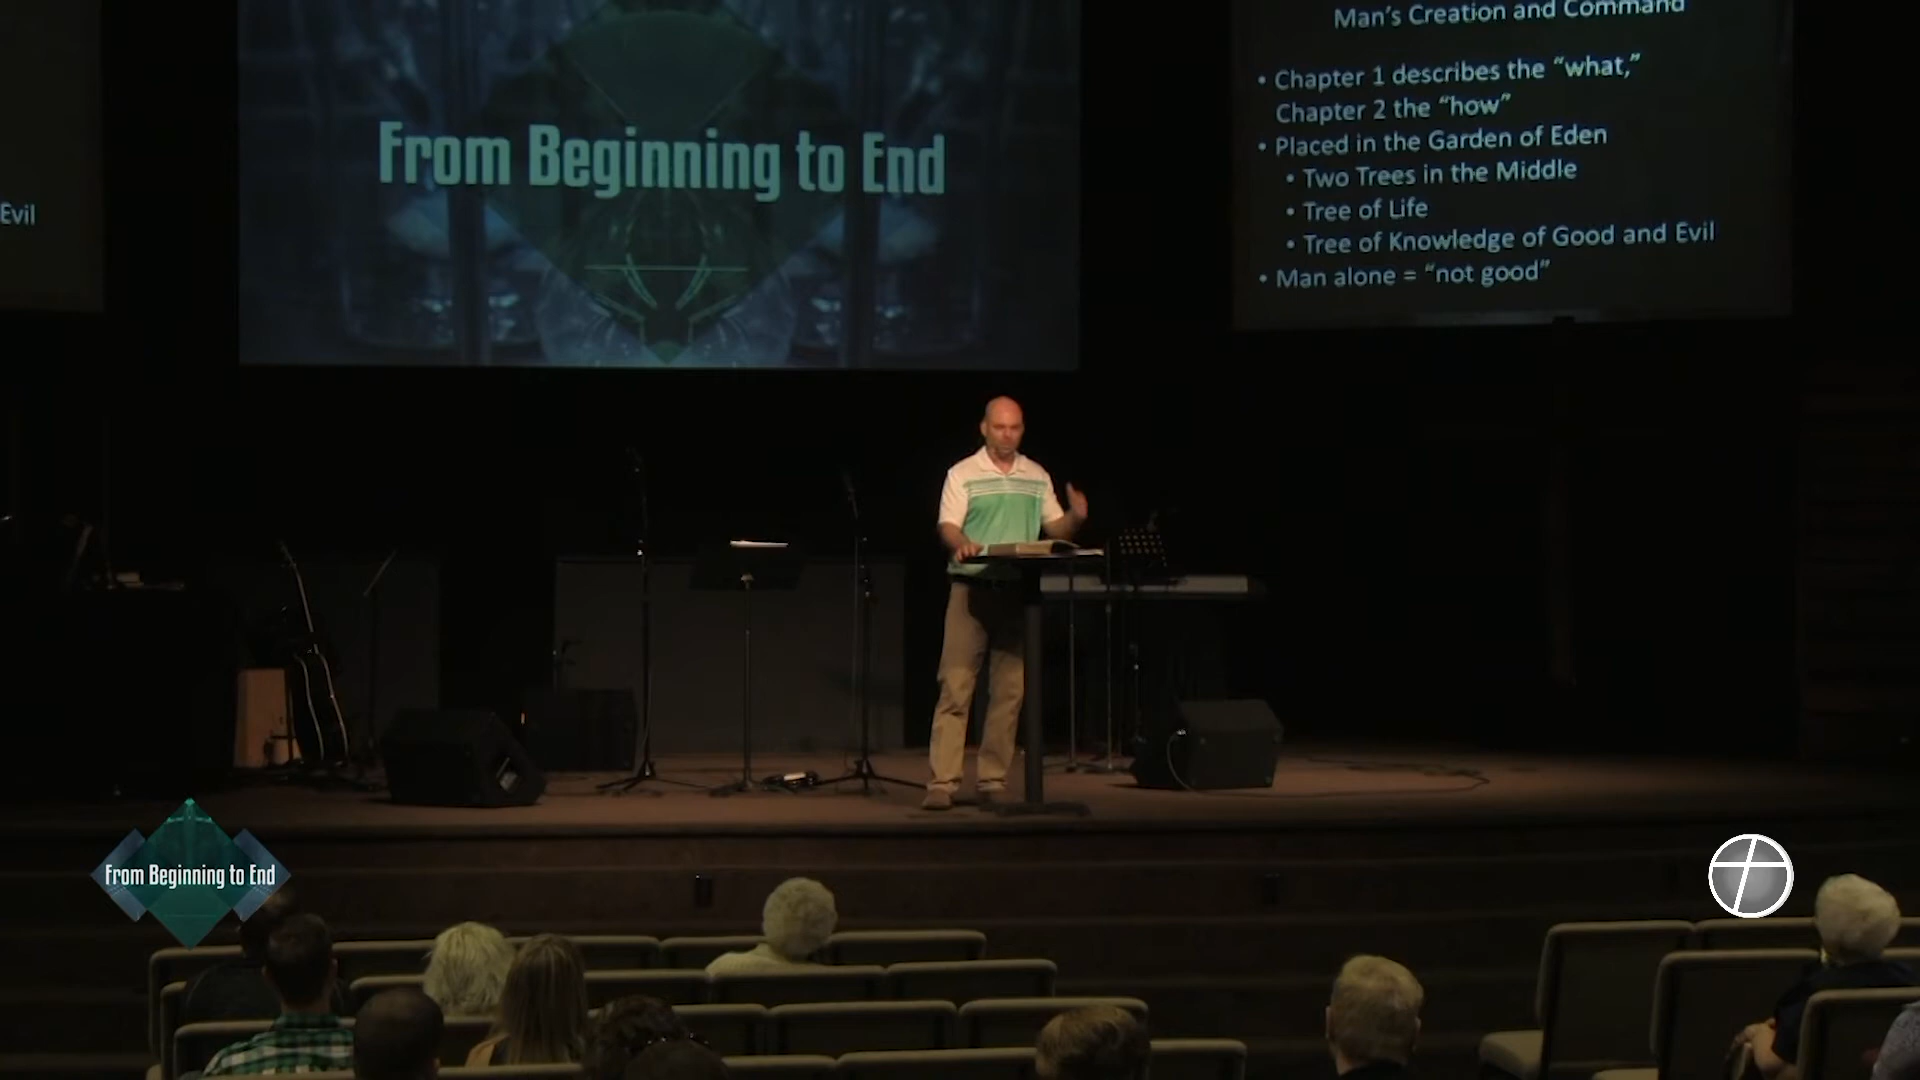 Evil
From Beginning to End
Man's Creation and Command
• Chapter 1 describes the “what,”
Chapter 2 the “how”
• Placed in the Garden of Eden
• Two Trees in the Middle
• Tree of Life
• Tree of Knowledge of Good and Evil
• Man alone = “not good”
From Beginning to End